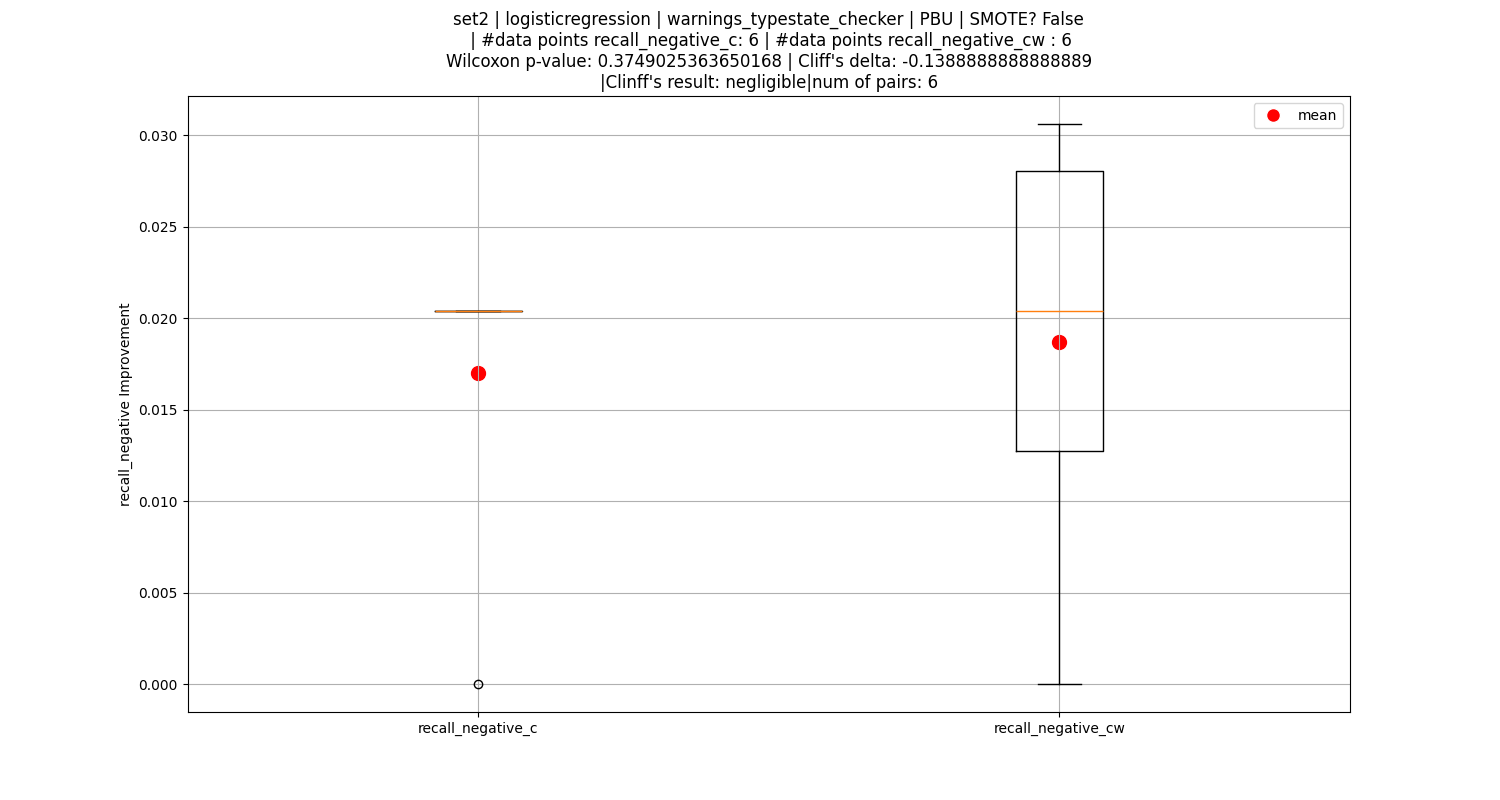 set2 | logisticregression | warnings_typestate_checker | PBU | SMOTE? False
| #data points recall_negative_c: 6 | #data points recall_negative_cw : 6
Wilcoxon p-value: 0.3749025363650168 | Cliff's delta: -0.1388888888888889
|Clinff's result: negligible|num of pairs: 6
mean
0.030
0.025
0.020
0.015
0.010
0.005
0.000
recall_negative Improvement
recall_negative_c
recall_negative_cw